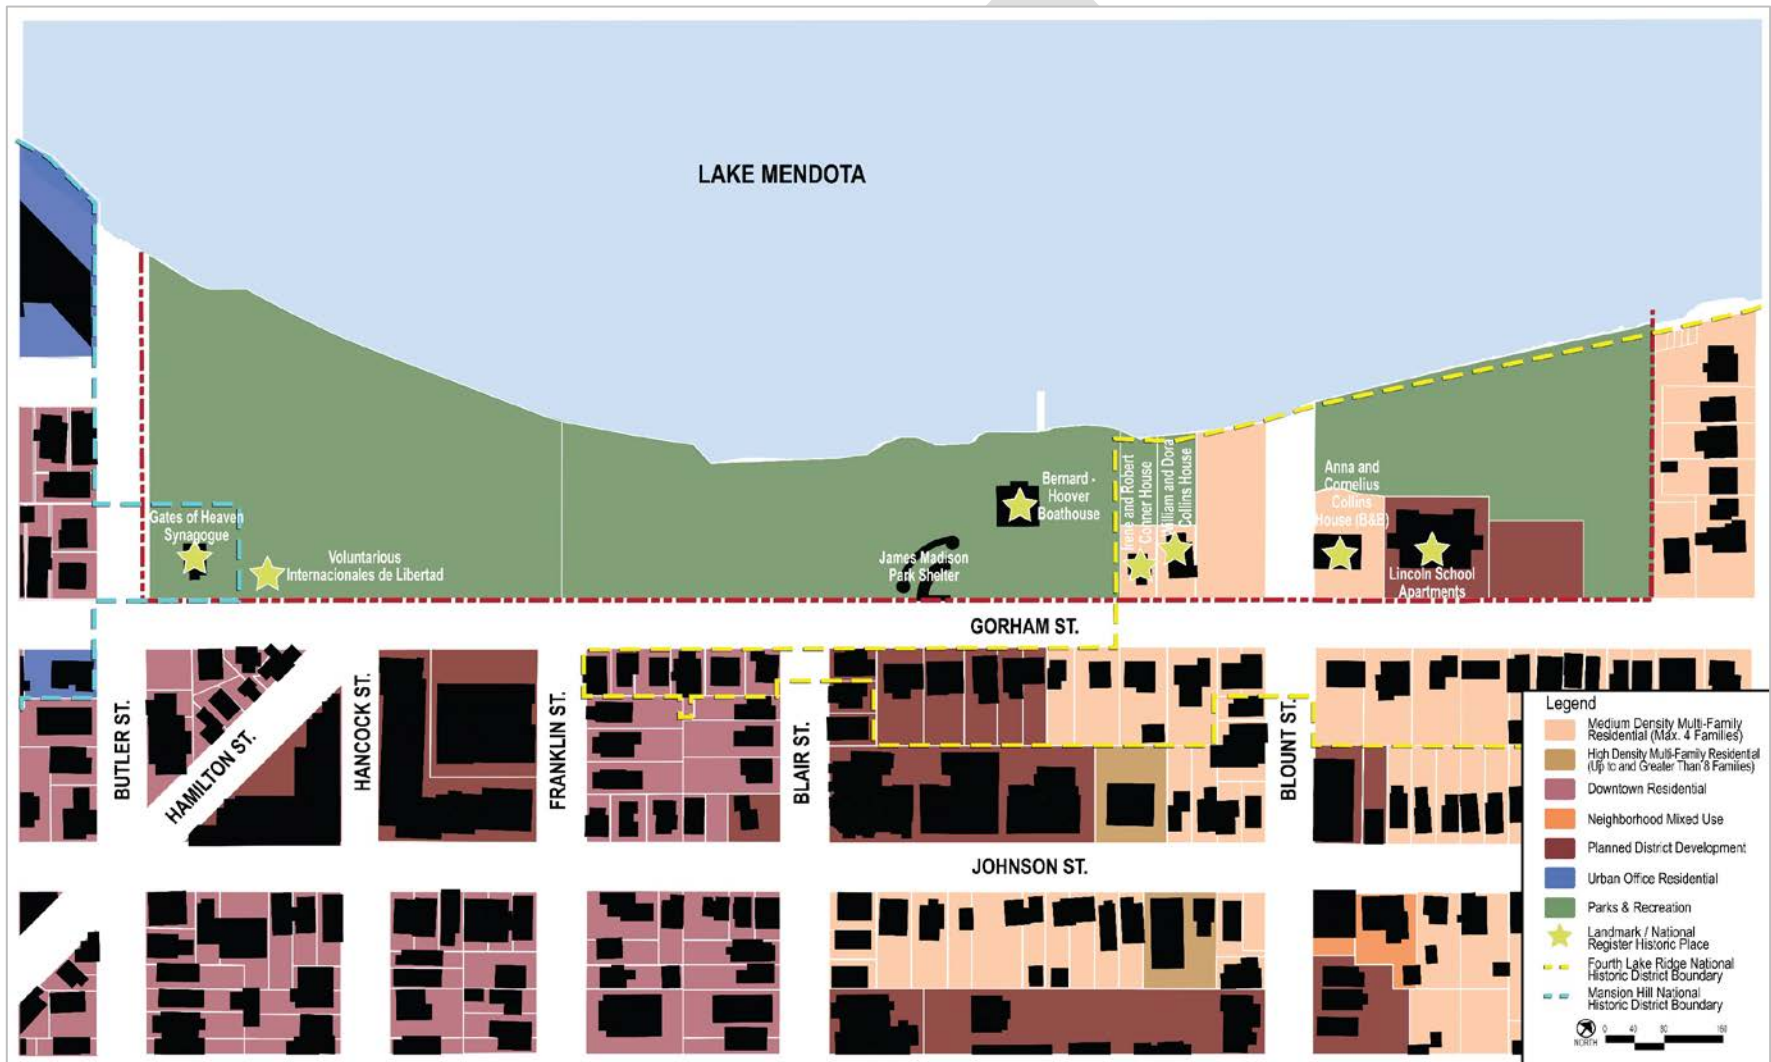 LAKE MENDOTA
Gates of Heaven
Synagogue
Voluntarious
Internacionales de Libertad
James Madison
Park Shelter
Bernard -
Hoover
Boathouse
Irene and Robert
Conner House
William and Dora
Collins House
Anna and
Cornelius
Collins
House (B&B)
Lincoln School
Apartments
GORHAM ST.
BUTLER ST.
HAMILTON ST.
HANCOCK ST.
FRANKLIN ST.
BLAIR ST.
BLOUNT ST.
JOHNSON ST.
Legend
Medium Density Multi-Family
Residential (Max. 4 Families)
High Density Multi-Family Residential
(Up to and Greater Than 8 Families)
Downtown Residential
Neighborhood Mixed Use
Planned District Development
Urban Office Residential
Parks & Recreation
Landmark / National
Register Historic Place
Fourth Lake Ridge National
Historic District Boundary
Mansion Hill National
Historic District Boundary
NORTH
0 40 80 160